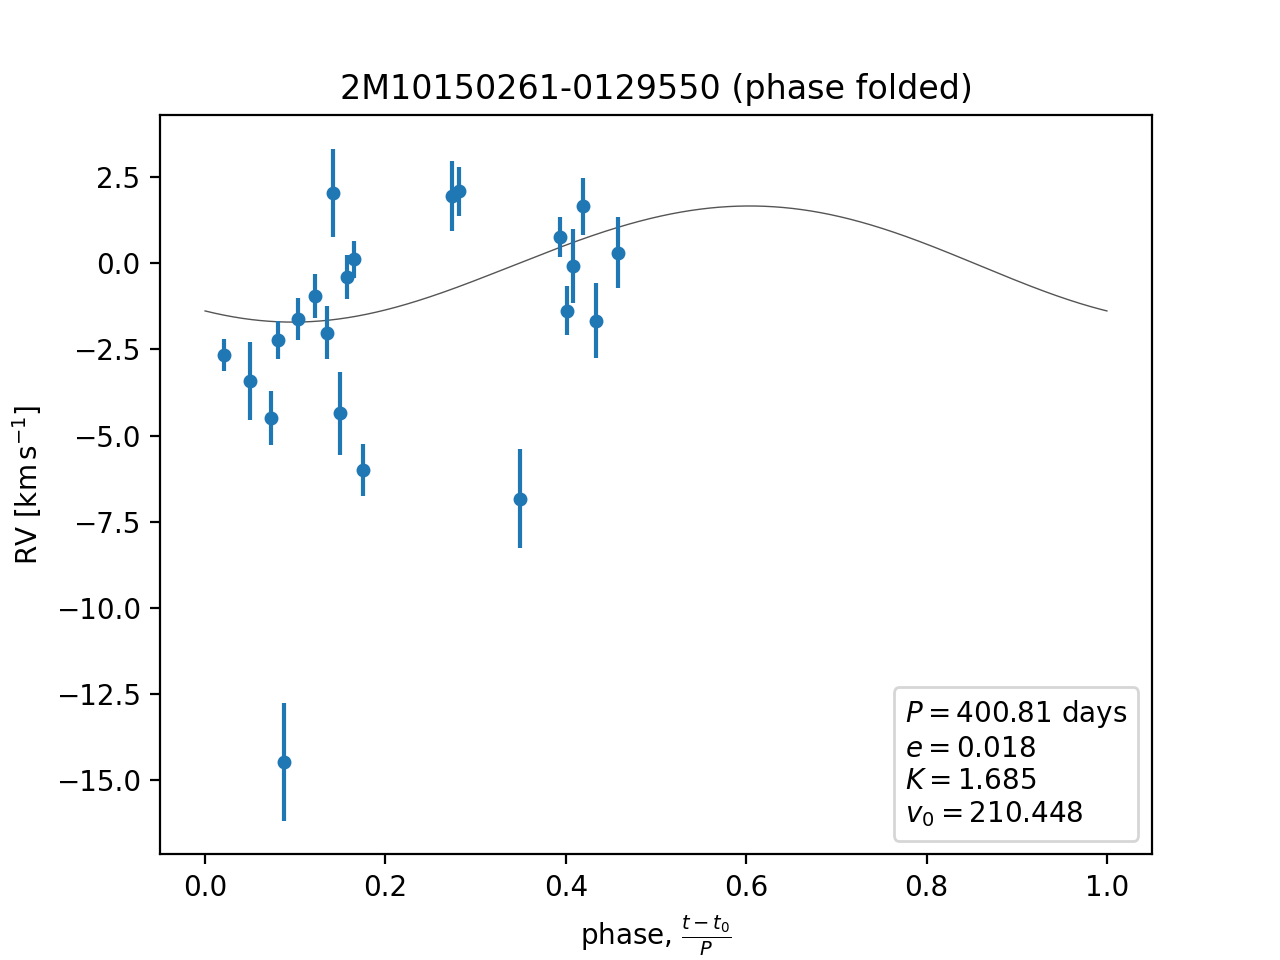 2M10150261-0129550 (phase folded)
RV [km s⁻¹]
2.5
0.0
−2.5
−5.0
−7.5
−10.0
−12.5
−15.0
P = 400.81 days
e = 0.018
K = 1.685
v₀ = 210.448
0.0 0.2 0.4 0.6 0.8 1.0
phase, (t − t₀)/P